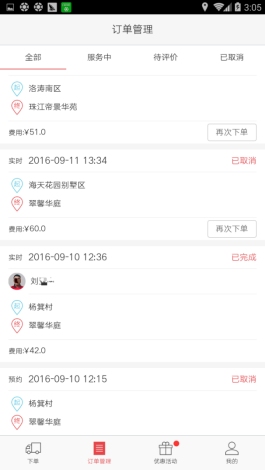 3:05
订单管理
全部 服务中 待评价 已取消
起 洛涛南区
终 珠江帝景华苑
费用:¥51.0 再次下单
实时 2016-09-11 13:34 已取消
起 海天花园别墅区
终 翠馨华庭
费用:¥60.0 再次下单
实时 2016-09-10 12:36 已完成
刘
起 杨箕村
终 翠馨华庭
费用:¥42.0
预约 2016-09-10 12:15 已取消
起 杨箕村
终 翠馨华庭
下单 订单管理 优惠活动 我的